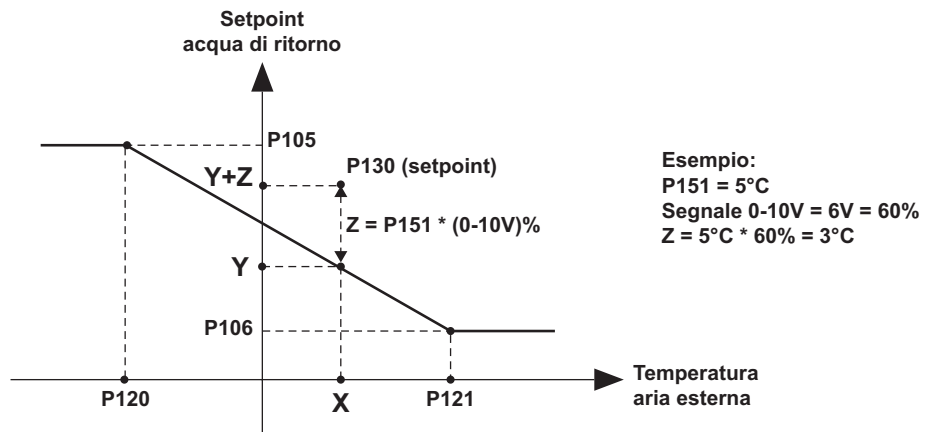 Setpoint
acqua di ritorno
P105
P130 (setpoint)
Y+Z
Z = P151 * (0-10V)%
Y
P106
Esempio:
P151 = 5°C
Segnale 0-10V = 6V = 60%
Z = 5°C * 60% = 3°C
P120
X
P121
Temperatura
aria esterna